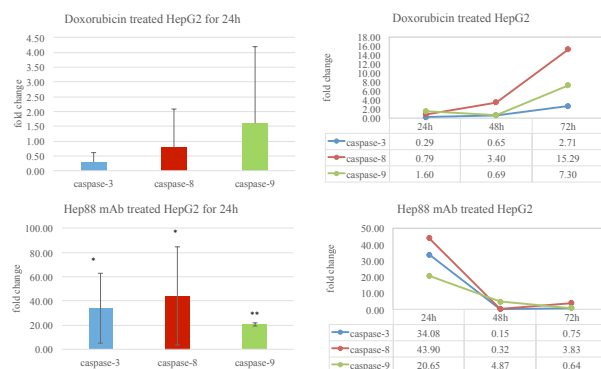 Doxorubicin treated HepG2 for 24h
4.50
4.00
3.50
3.00
2.50
2.00
1.50
1.00
0.50
fold change
caspase-3 caspase-8 caspase-9
Doxorubicin treated HepG2
18.00
16.00
14.00
12.00
10.00
8.00
6.00
4.00
2.00
0.00
fold change
24h 48h 72h
caspase-3 0.29 0.65 2.71
caspase-8 0.79 3.40 15.29
caspase-9 1.60 0.69 7.30
Hep88 mAb treated HepG2 for 24h
100.00
80.00
60.00
40.00
20.00
0.00
fold change
* * **
caspase-3 caspase-8 caspase-9
Hep88 mAb treated HepG2
50.00
40.00
30.00
20.00
10.00
0.00
fold change
24h 48h 72h
caspase-3 34.08 0.15 0.75
caspase-8 43.90 0.32 3.83
caspase-9 20.65 4.87 0.64